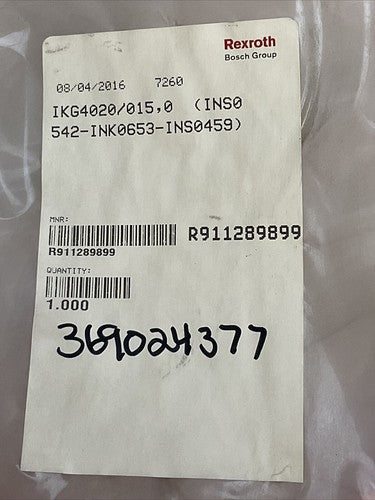 Rexroth
Bosch Group
08/04/2016 7260
IKG4020/015,0 (INS0
542-INK0653-INS0459)
MNR:
R911289899
R911289899
QUANTITY:
1.000
369024377